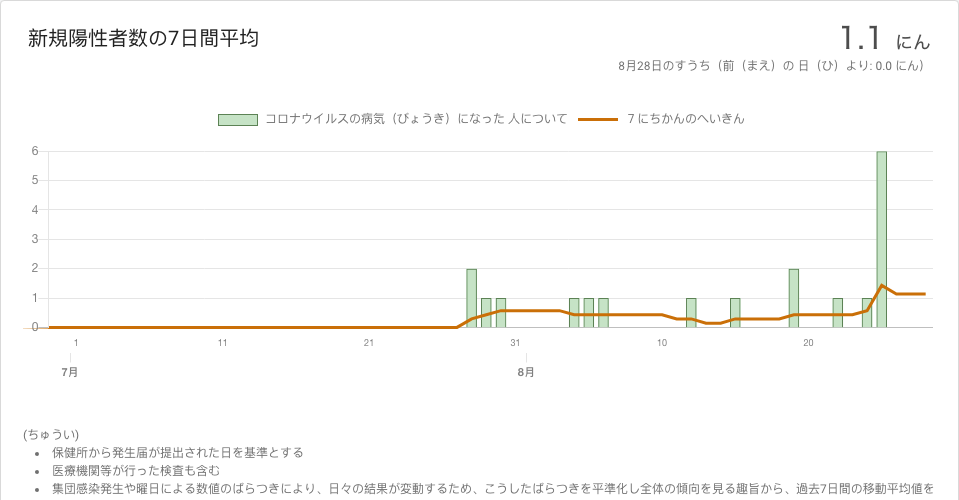 新規陽性者数の7日間平均
1.1 にん
8月28日のすうち（前（まえ）の 日（ひ）より: 0.0 にん）
コロナウイルスの病気（びょうき）になった 人について
7 にちかんのへいきん
6
5
4
3
2
1
0
1 11 21 31 10 20
7月 8月
(ちゅうい)
• 保健所から発生届が提出された日を基準とする
• 医療機関等が行った検査も含む
• 集団感染発生や曜日による数値のばらつきにより、日々の結果が変動するため、こうしたばらつきを平準化し全体の傾向を見る趣旨から、過去7日間の移動平均値を